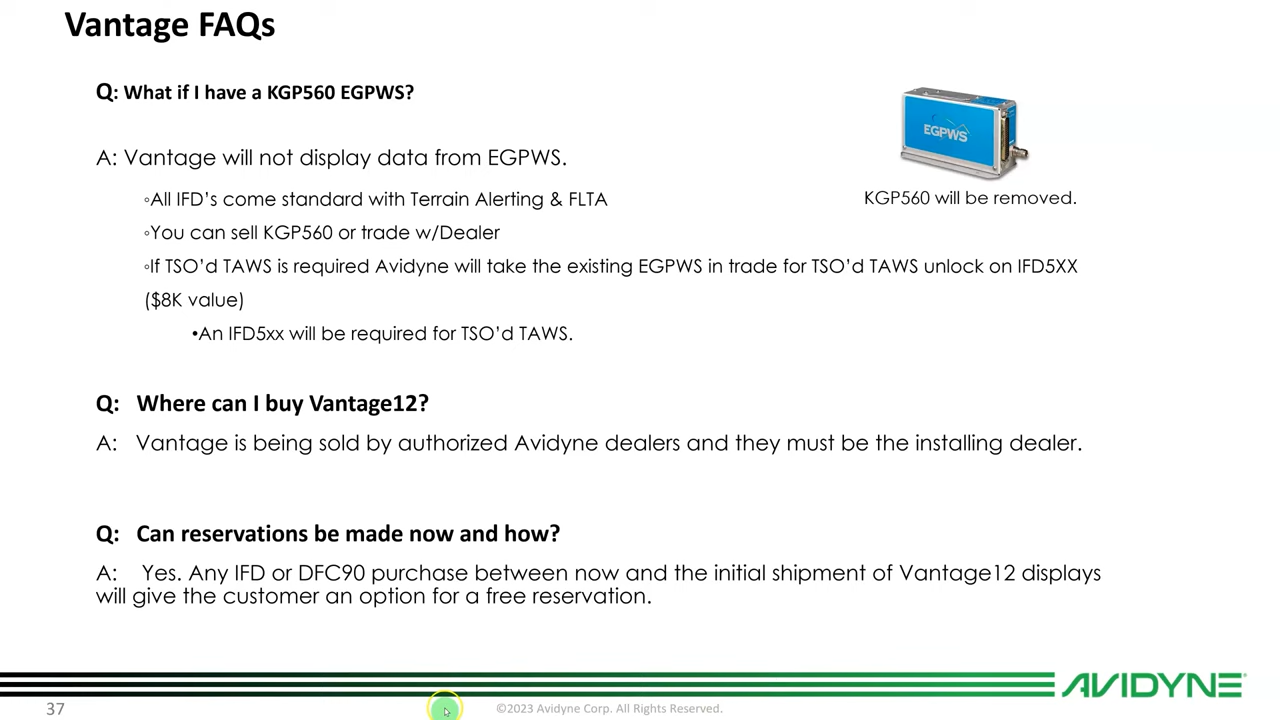 Vantage FAQs
Q: What if I have a KGP560 EGPWS?
EGPWS
A: Vantage will not display data from EGPWS.
◦All IFD’s come standard with Terrain Alerting & FLTA
KGP560 will be removed.
◦You can sell KGP560 or trade w/Dealer
◦If TSO’d TAWS is required Avidyne will take the existing EGPWS in trade for TSO’d TAWS unlock on IFD5XX
($8K value)
•An IFD5xx will be required for TSO’d TAWS.
Q: Where can I buy Vantage12?
A: Vantage is being sold by authorized Avidyne dealers and they must be the installing dealer.
Q: Can reservations be made now and how?
A: Yes. Any IFD or DFC90 purchase between now and the initial shipment of Vantage12 displays
will give the customer an option for a free reservation.
AVIDYNE
37
©2023 Avidyne Corp. All Rights Reserved.